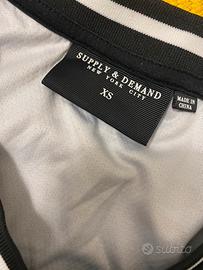 SUPPLY & DEMAND
NEW YORK CITY
XS
MADE IN
CHINA
subito